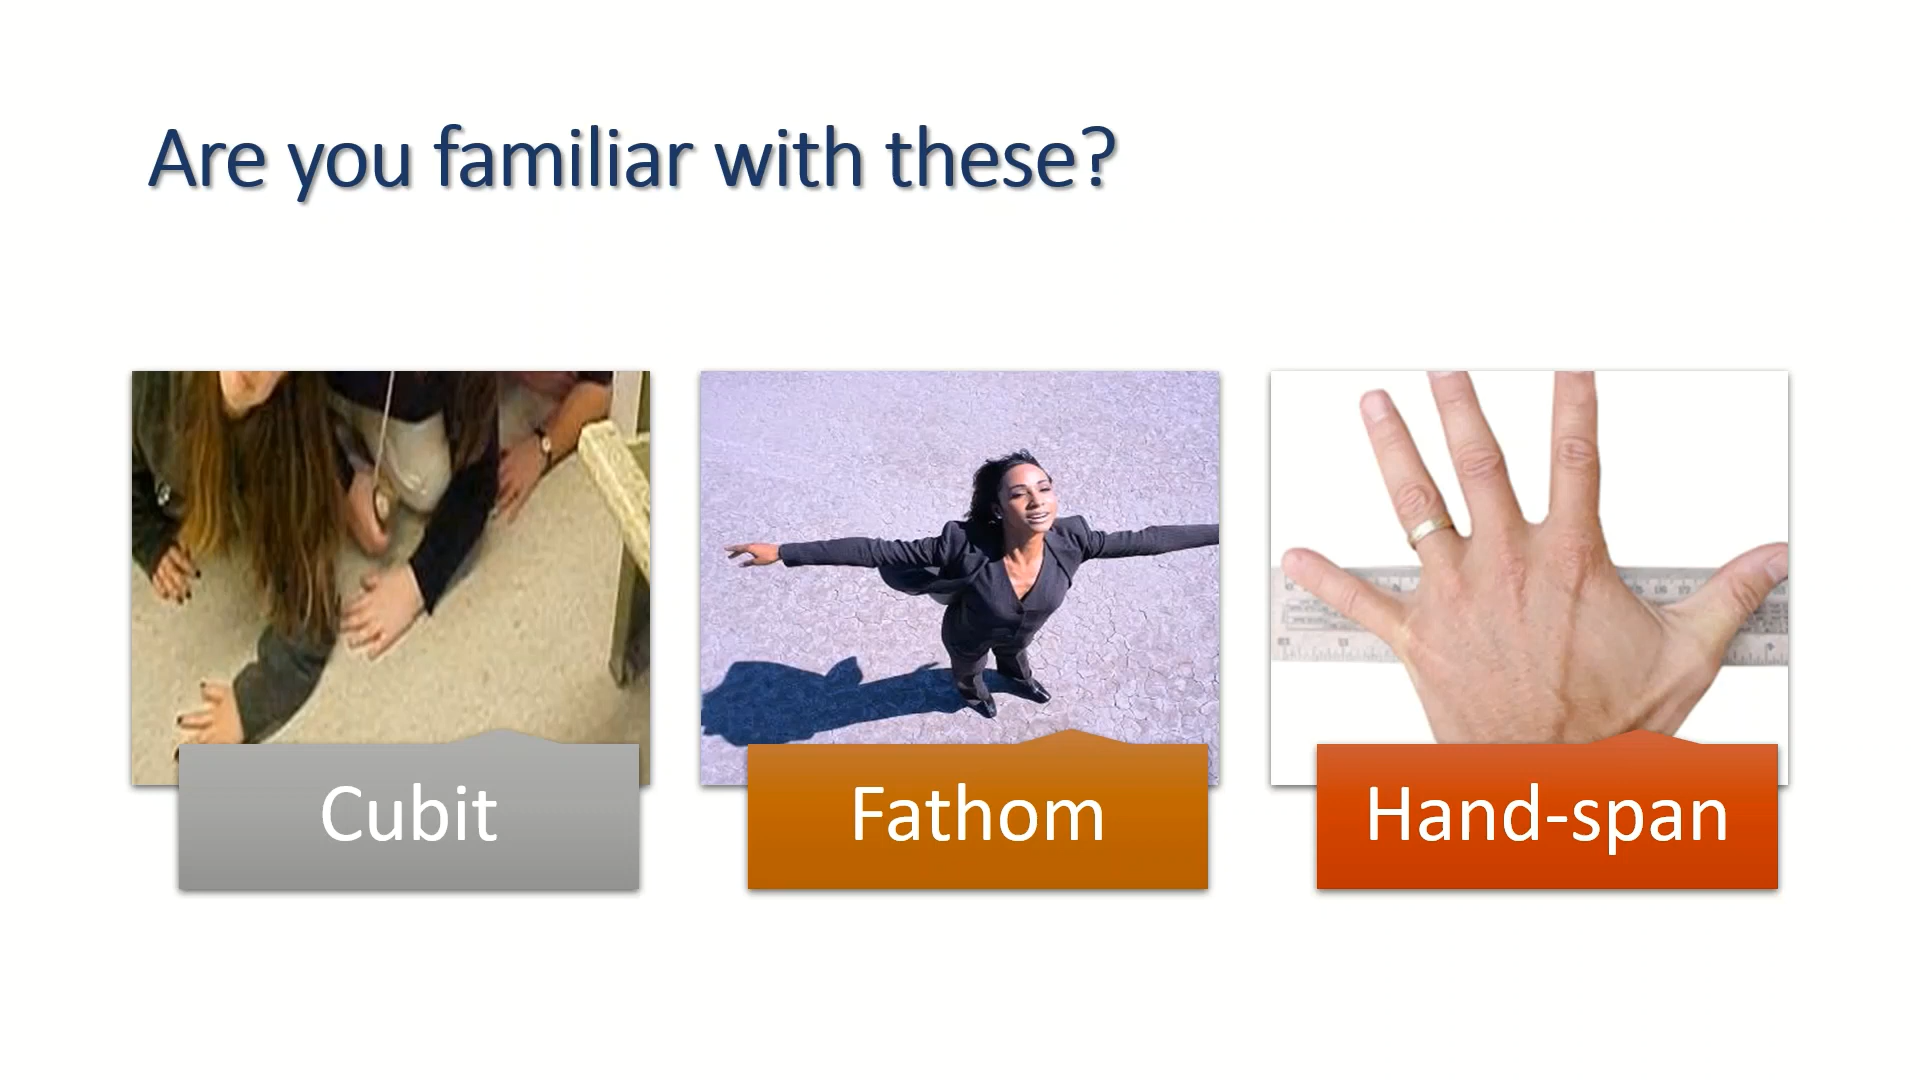 Are you familiar with these?
Cubit
Fathom
Hand-span